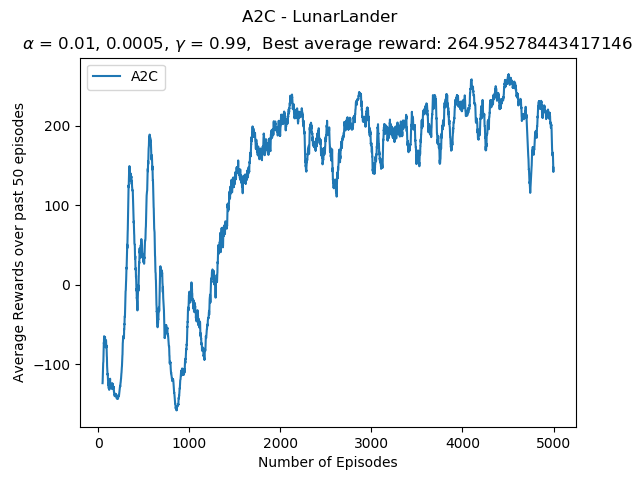 A2C - LunarLander
α = 0.01, 0.0005, γ = 0.99,  Best average reward: 264.95278443417146
A2C
Average Rewards over past 50 episodes
200
100
0
−100
0 1000 2000 3000 4000 5000
Number of Episodes